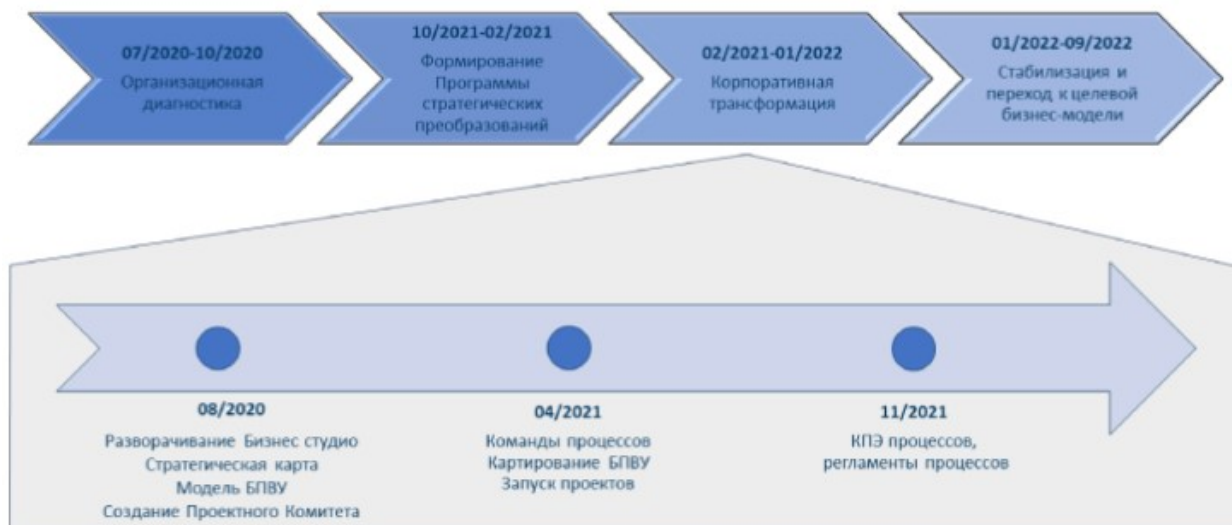 07/2020-10/2020
Организационная
диагностика
10/2021-02/2021
Формирование
Программы
стратегических
преобразований
02/2021-01/2022
Корпоративная
трансформация
01/2022-09/2022
Стабилизация и
переход к целевой
бизнес-модели
08/2020
Разворачивание Бизнес студио
Стратегическая карта
Модель БПВУ
Создание Проектного Комитета
04/2021
Команды процессов
Картирование БПВУ
Запуск проектов
11/2021
КПЭ процессов,
регламенты процессов